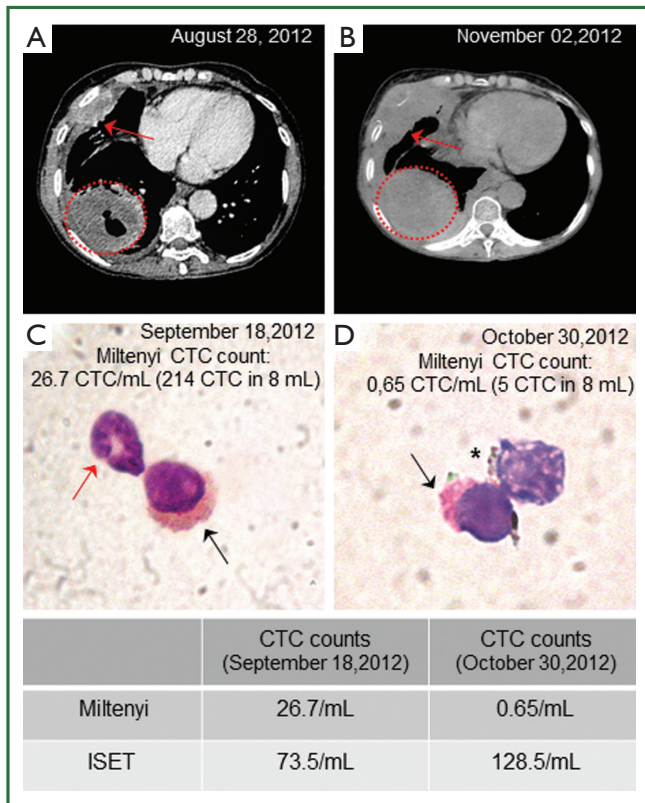 A
August 28, 2012
B
November 02,2012
C
September 18,2012
Miltenyi CTC count:
26.7 CTC/mL (214 CTC in 8 mL)
D
October 30,2012
Miltenyi CTC count:
0,65 CTC/mL (5 CTC in 8 mL)
*
CTC counts
(September 18,2012)
CTC counts
(October 30,2012)
Miltenyi
26.7/mL
0.65/mL
ISET
73.5/mL
128.5/mL